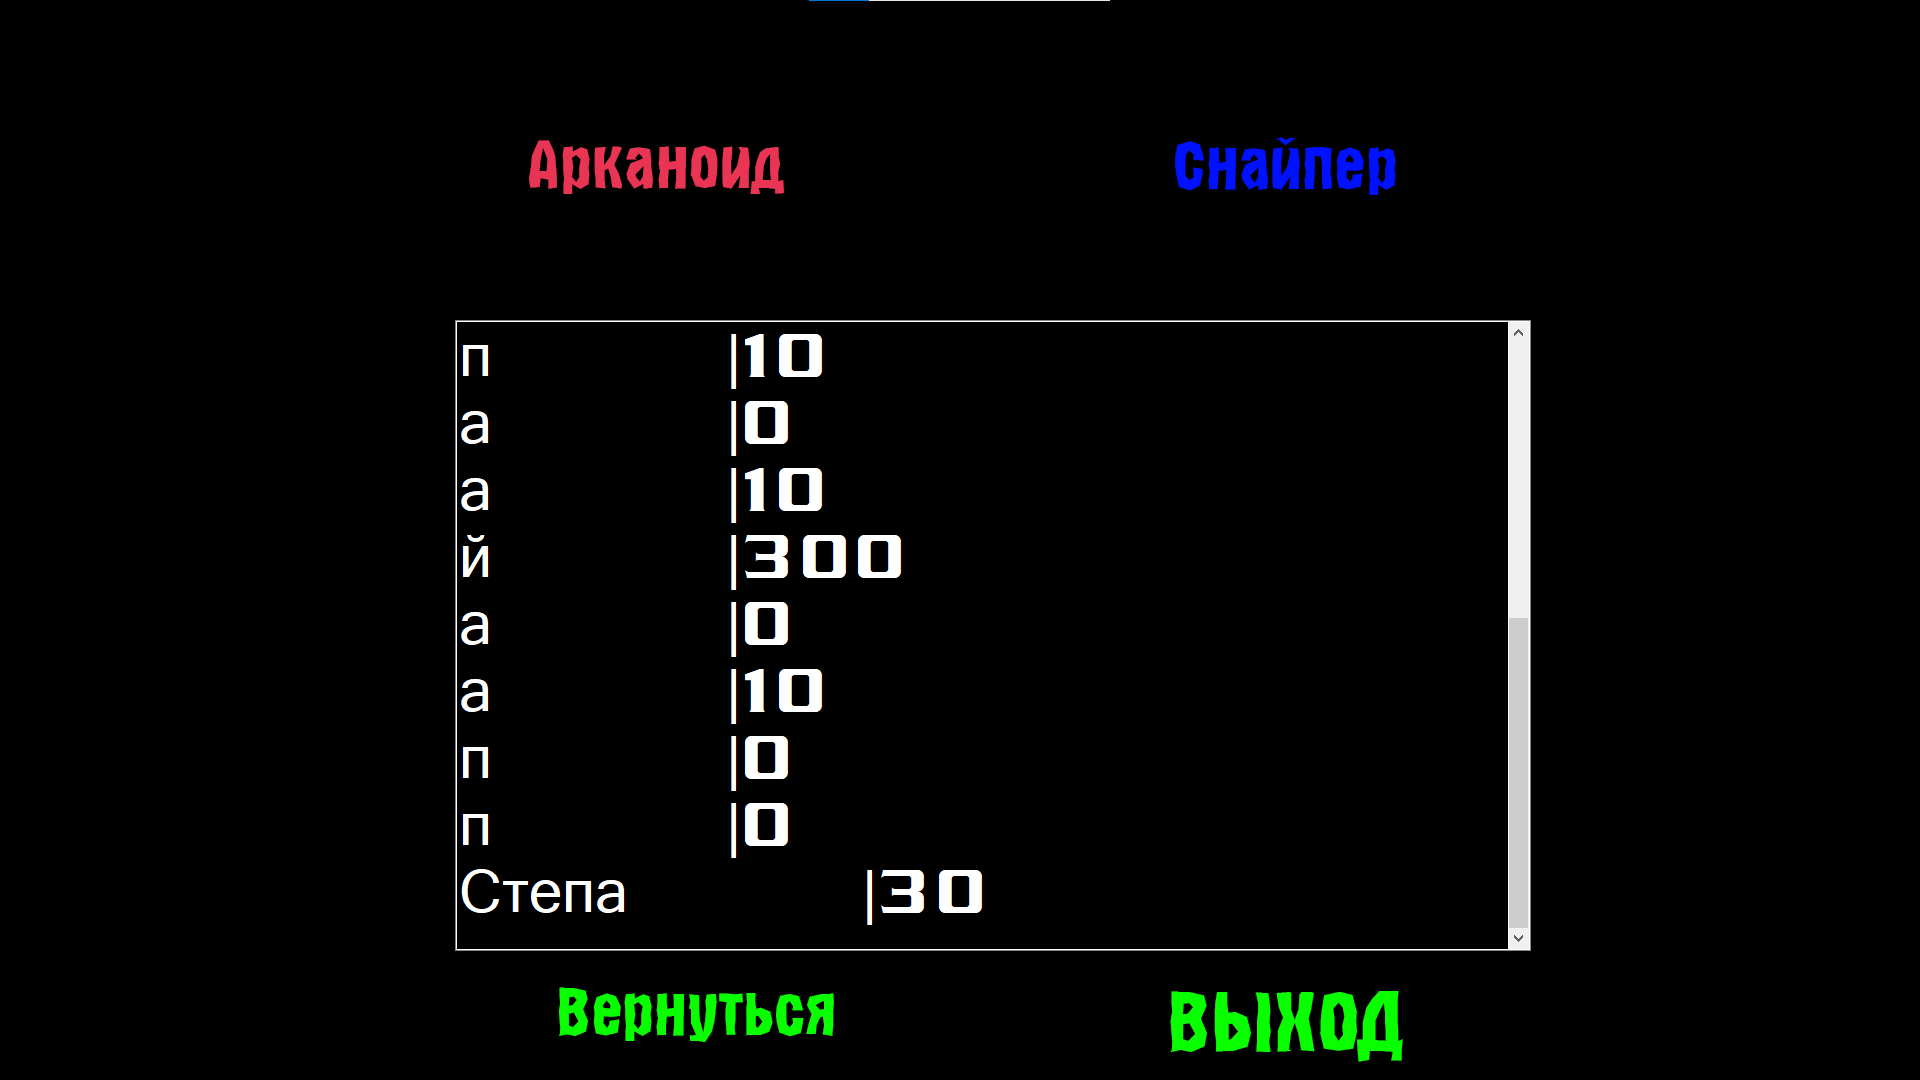 Арканоид Снайпер
п |10
а |0
а |10
й |300
а |0
а |10
п |0
п |0
Степа |30
Вернуться ВЫХОД